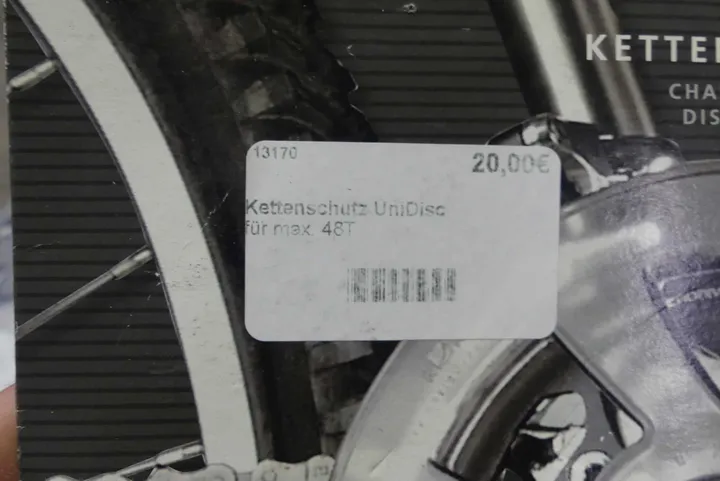 KETTE
CHA
DIS
13170
20,00€
Kettenschutz UniDisc
für max. 48T